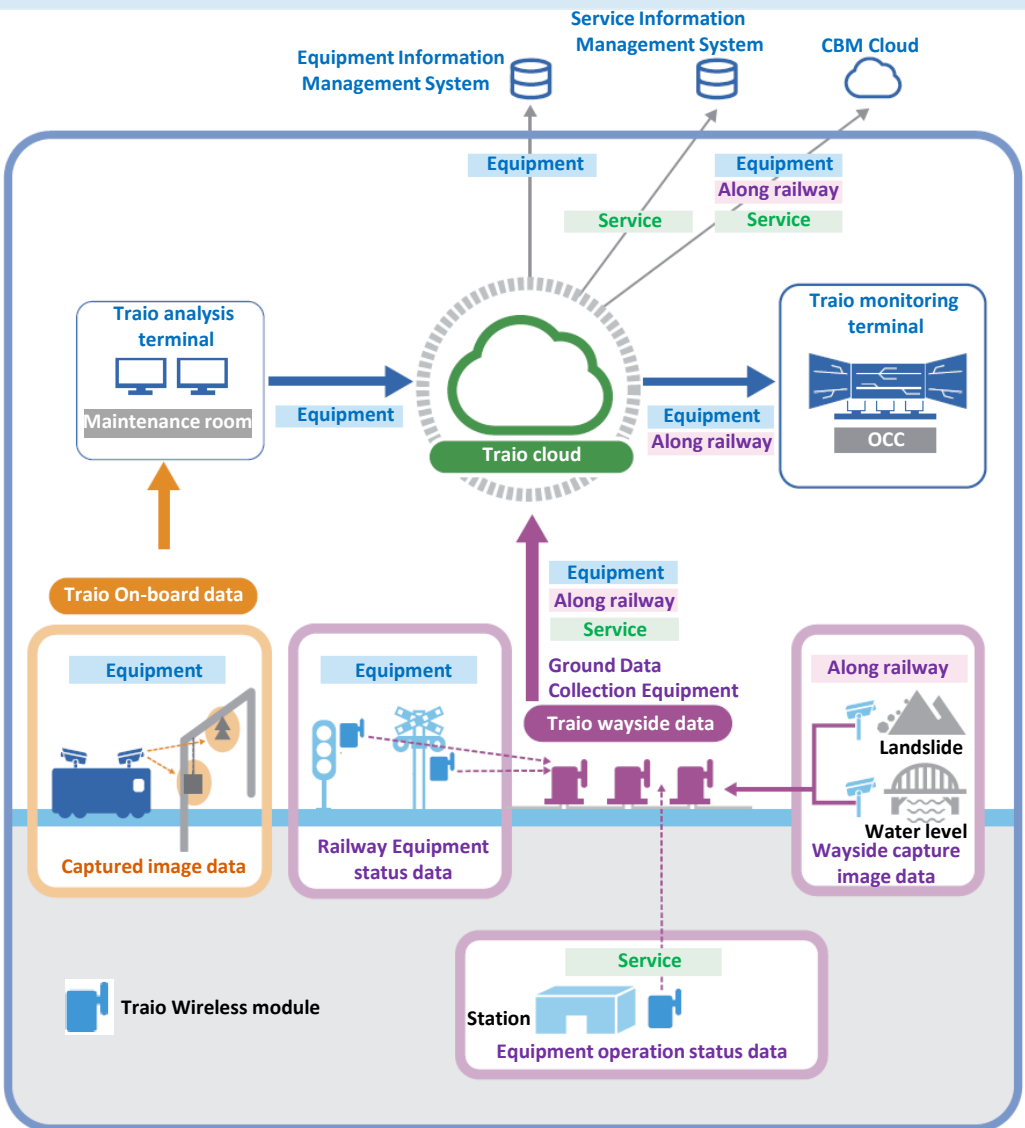 Service Information
Management System
Equipment Information
Management System
CBM Cloud
Equipment
Equipment
Along railway
Service
Service
Traio analysis
terminal
Maintenance room
Equipment
Traio cloud
Equipment
Along railway
Traio monitoring
terminal
OCC
Equipment
Along railway
Service
Ground Data
Collection Equipment
Traio wayside data
Traio On-board data
Equipment
Captured image data
Equipment
Railway Equipment
status data
Along railway
Landslide
Water level
Wayside capture
image data
Service
Station
Equipment operation status data
Traio Wireless module